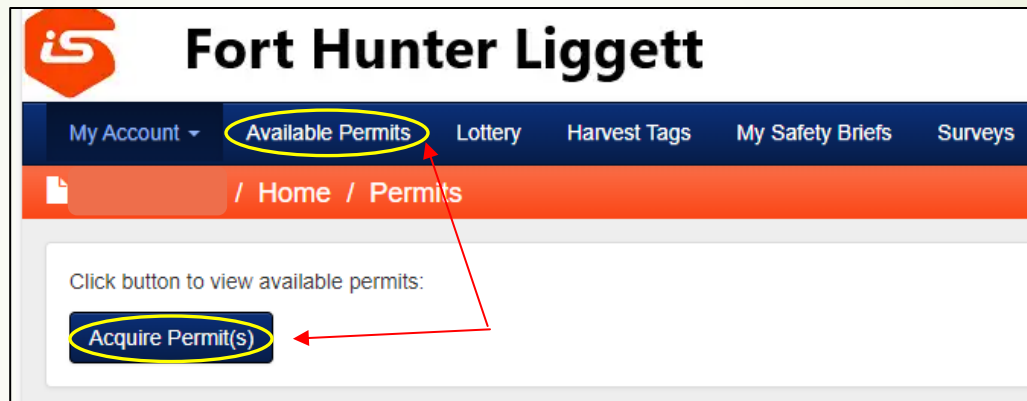 iS Fort Hunter Liggett
My Account Available Permits Lottery Harvest Tags My Safety Briefs Surveys
/ Home / Permits
Click button to view available permits:
Acquire Permit(s)